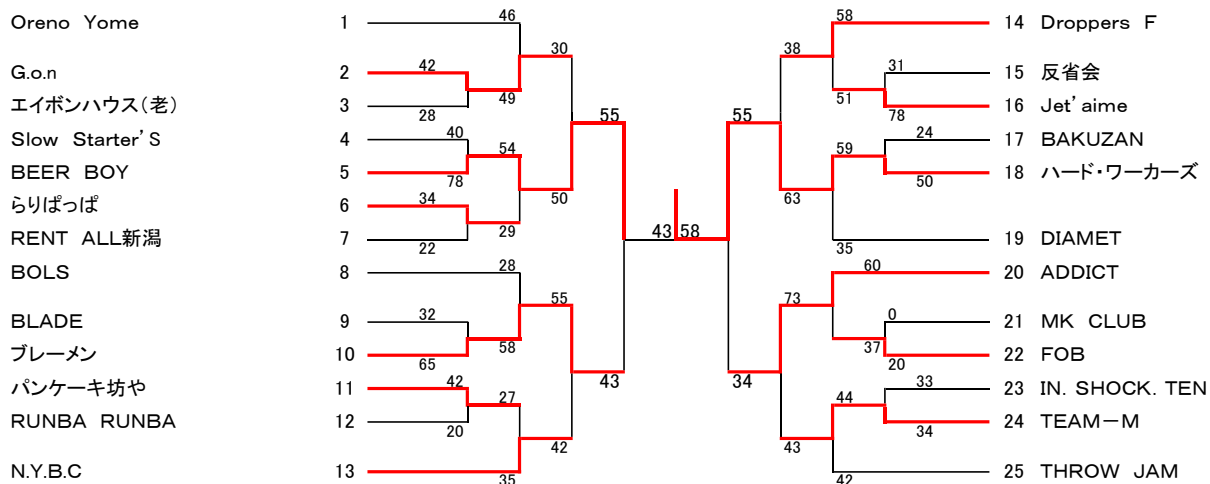 Oreno Yome 1 46 58 14 Droppers F
30 38
G.o.n 2 42 31 15 反省会
49 51
エイボンハウス(老) 3 28 78 16 Jet'aime
55 55
Slow Starter'S 4 40 24 17 BAKUZAN
54 59
BEER BOY 5 78 50 18 ハード・ワーカーズ
50 63
らりぱっぱ 6 34
29
RENT ALL新潟 7 22 43 58 35 19 DIAMET
BOLS 8 28 60 20 ADDICT
55 73
BLADE 9 32 0 21 MK CLUB
58 37
ブレーメン 10 65 20 22 FOB
43 34
パンケーキ坊や 11 42 33 23 IN. SHOCK. TEN
27 44
RUNBA RUNBA 12 20 34 24 TEAM-M
42 43
N.Y.B.C 13 35 42 25 THROW JAM